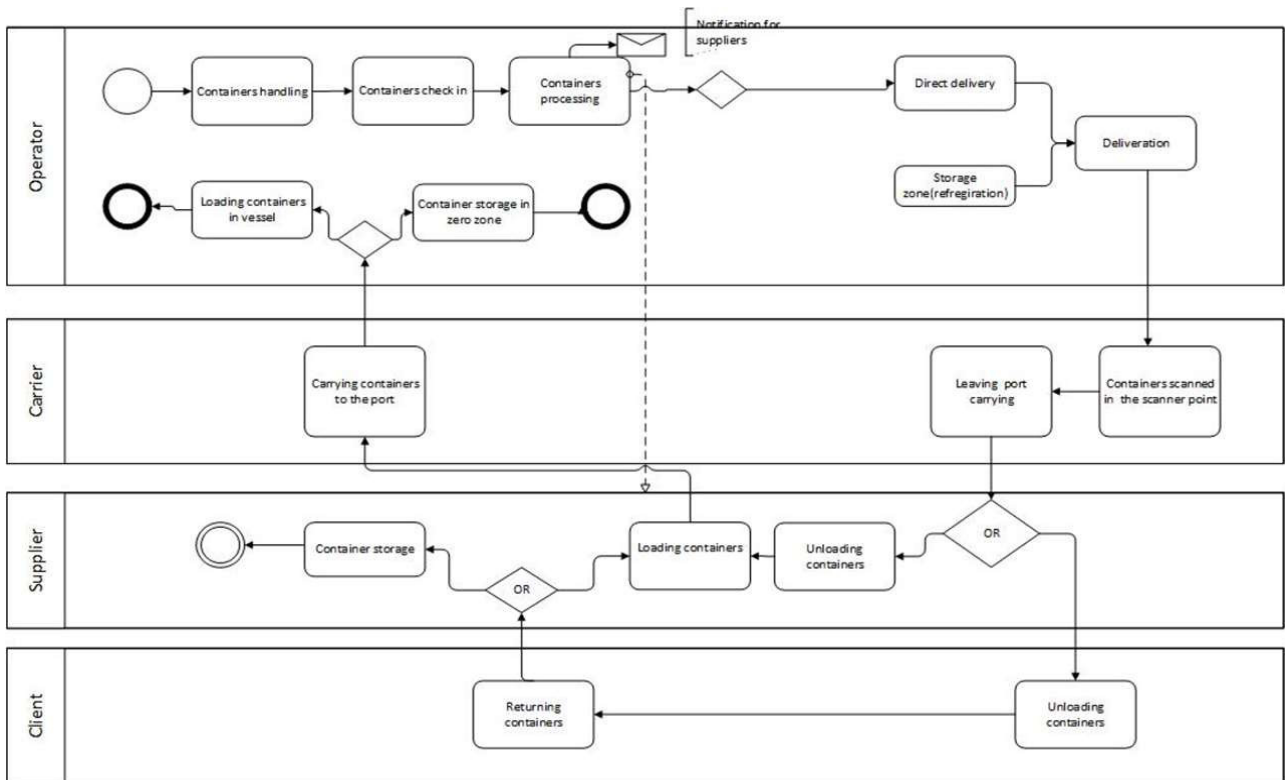 Notification for
suppliers
Operator
Containers handling
Containers check in
Containers
processing
Direct delivery
Deliveration
Storage
zone(refregiration)
Loading containers
in vessel
Container storage in
zero zone
Carrier
Carrying containers
to the port
Leaving port
carrying
Containers scanned
in the scanner point
Supplier
Container storage
OR
Loading containers
Unloading
containers
OR
Client
Returning
containers
Unloading
containers